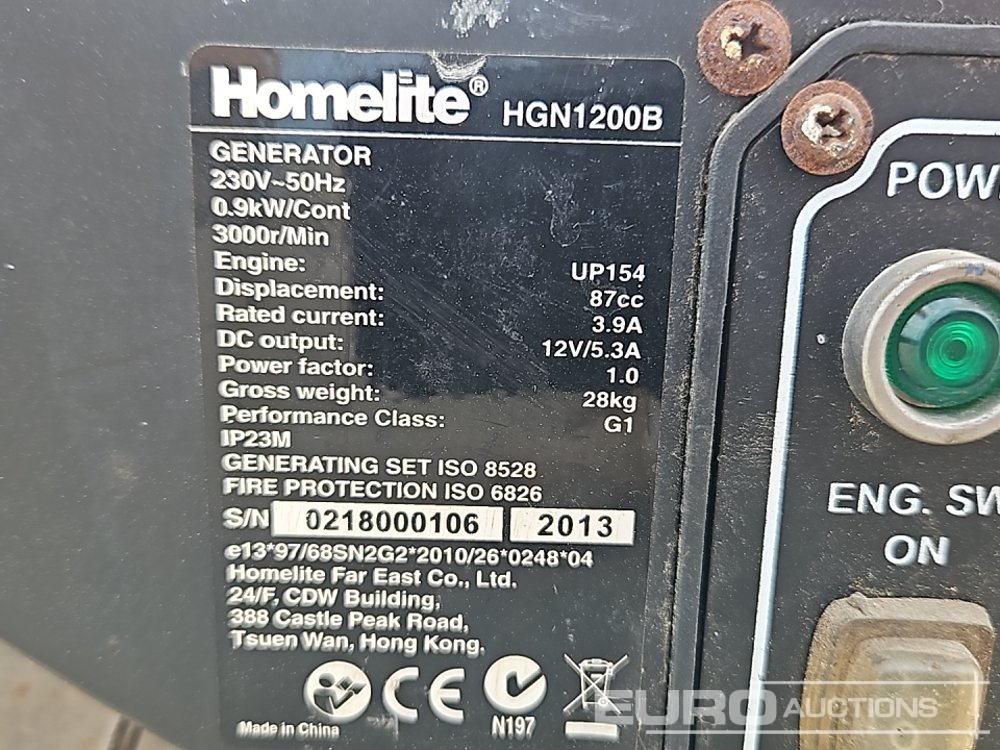 Homelite® HGN1200B
GENERATOR
230V~50Hz
0.9kW/Cont
3000r/Min
Engine: UP154
Displacement: 87cc
Rated current: 3.9A
DC output: 12V/5.3A
Power factor: 1.0
Gross weight: 28kg
Performance Class: G1
IP23M
GENERATING SET ISO 8528
FIRE PROTECTION ISO 6826
S/N 0218000106 2013
e13*97/68SN2G2*2010/26*0248*04
Homelite Far East Co., Ltd.
24/F, CDW Building,
388 Castle Peak Road,
Tsuen Wan, Hong Kong.
CE
N197
Made in China
POW
ENG. SW
ON
EURO AUCTIONS